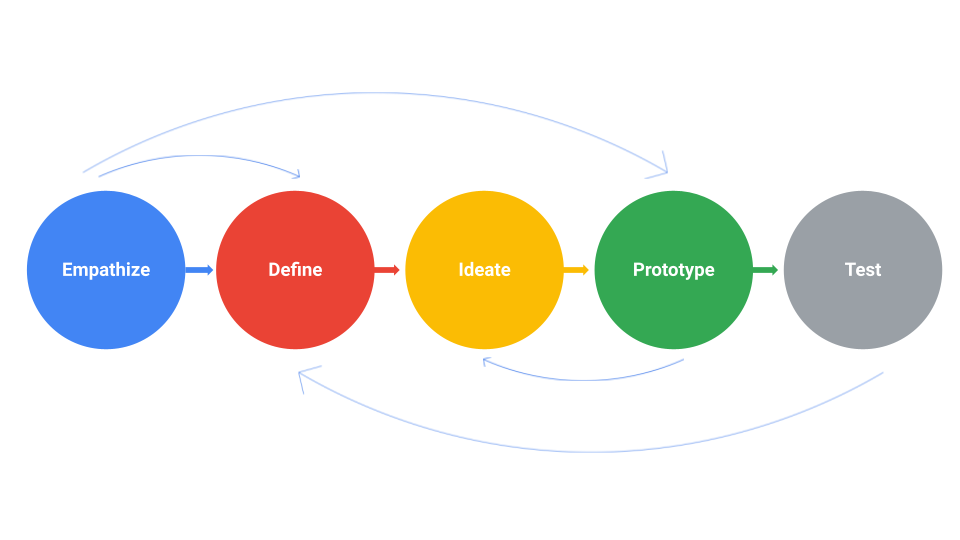 Empathize
Define
Ideate
Prototype
Test